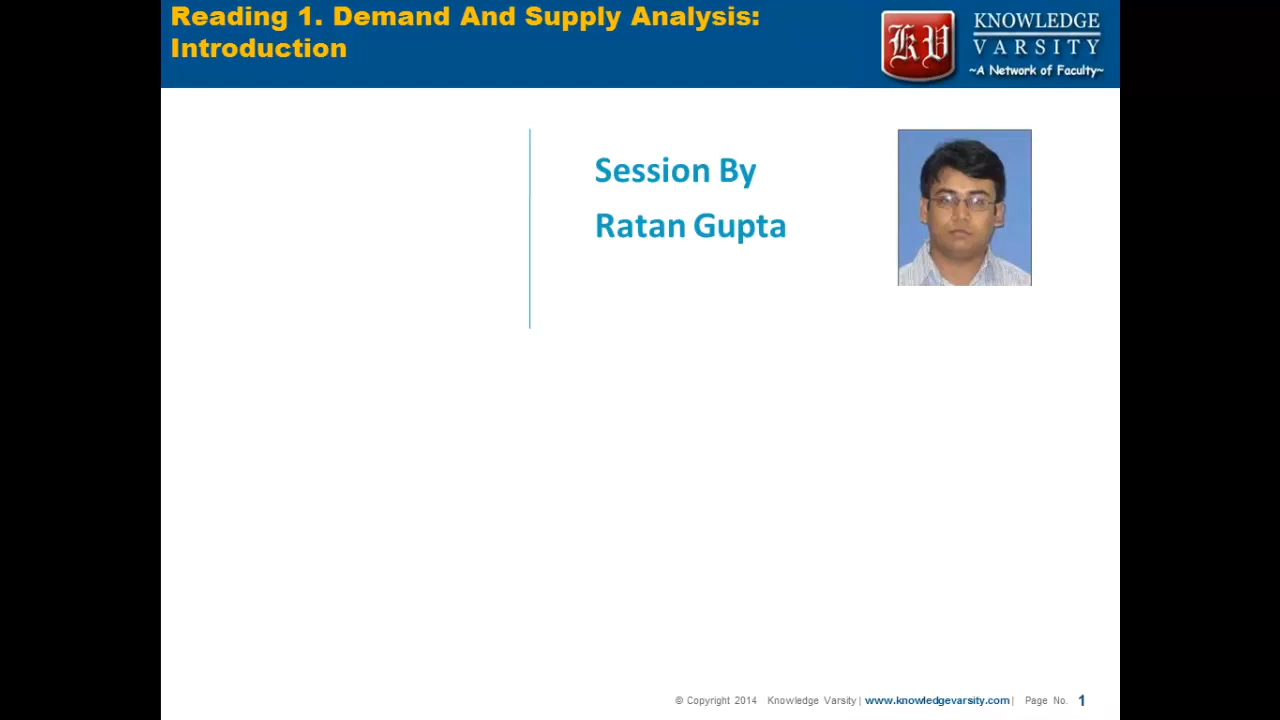 Reading 1. Demand And Supply Analysis:
Introduction
KV
KNOWLEDGE
VARSITY
~A Network of Faculty~
Session By
Ratan Gupta
© Copyright 2014 Knowledge Varsity | www.knowledgevarsity.com | Page No. 1